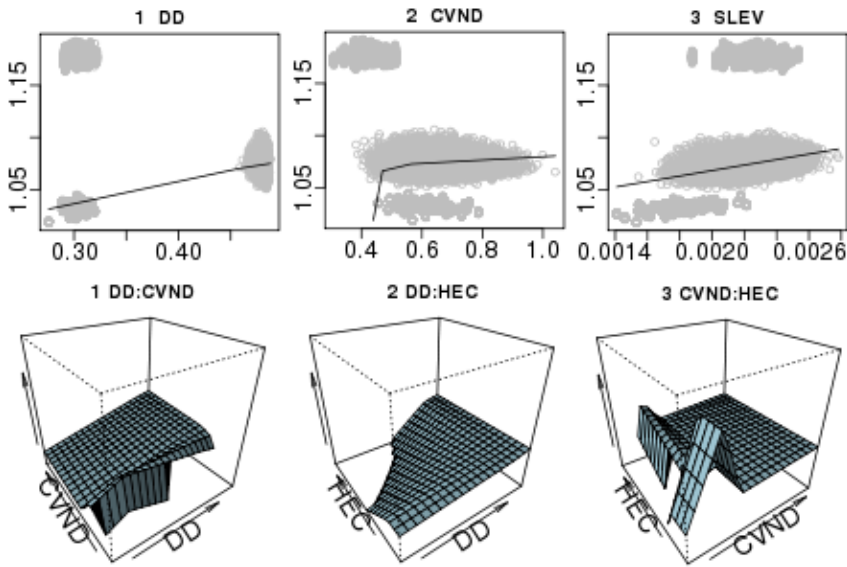 1 DD
2 CVND
3 SLEV
1.15
1.05
1.15
1.05
1.15
1.05
0.30
0.40
0.4
0.6
0.8
1.0
0.0014
0.0020
0.0026
1 DD:CVND
2 DD:HEC
3 CVND:HEC
CVND
DD
HEC
DD
HEC
CVND